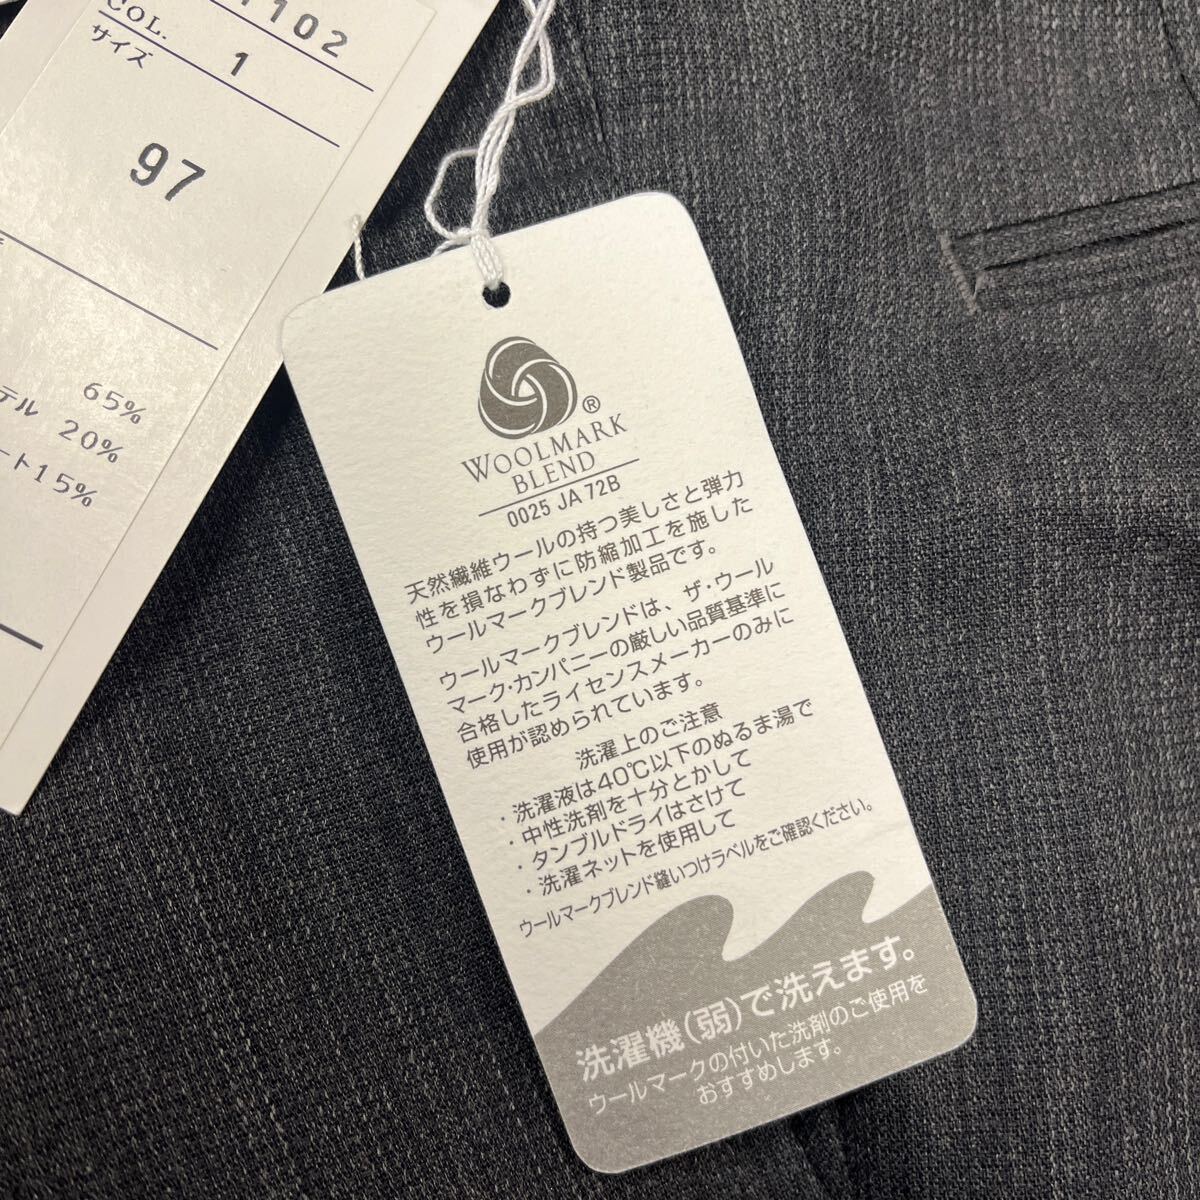 1102
COL. 1
サイズ
97
65%
テル 20%
ート15%
WOOLMARK
BLEND
0025 JA 72B
天然繊維ウールの持つ美しさと弾力
性を損なわずに防縮加工を施した
ウールマークブレンド製品です。
ウールマークブレンドは、ザ・ウール
マーク・カンパニーの厳しい品質基準に
合格したライセンスメーカーのみに
使用が認められています。
洗濯上のご注意
・洗濯液は40℃以下のぬるま湯で
・中性洗剤を十分とかして
・タンブルドライはさけて
・洗濯ネットを使用して
ウールマークブレンド縫いつけラベルをご確認ください。
洗濯機(弱)で洗えます。
ウールマークの付いた洗剤のご使用を
おすすめします。